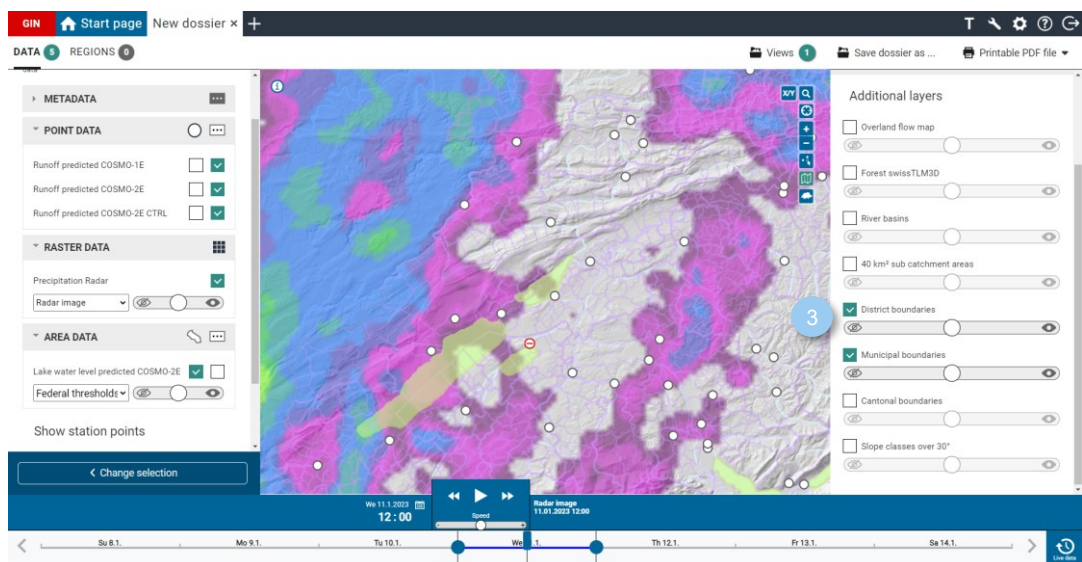 GIN Start page New dossier × +
T
DATA 5 REGIONS 0
Views 1 Save dossier as ... Printable PDF file
METADATA
POINT DATA
Runoff predicted COSMO-1E
Runoff predicted COSMO-2E
Runoff predicted COSMO-2E CTRL
RASTER DATA
Precipitation Radar
Radar image
AREA DATA
Lake water level predicted COSMO-2E
Federal thresholds
Show station points
Change selection
i
X/Y
+
−
Additional layers
Overland flow map
Forest swissTLM3D
River basins
40 km² sub catchment areas
3
District boundaries
Municipal boundaries
Cantonal boundaries
Slope classes over 30°
We 11.1.2023
12:00
Speed
- +
Radar image
11.01.2023 12:00
Su 8.1. Mo 9.1. Tu 10.1. We 1. Th 12.1. Fr 13.1. Sa 14.1.
Live data